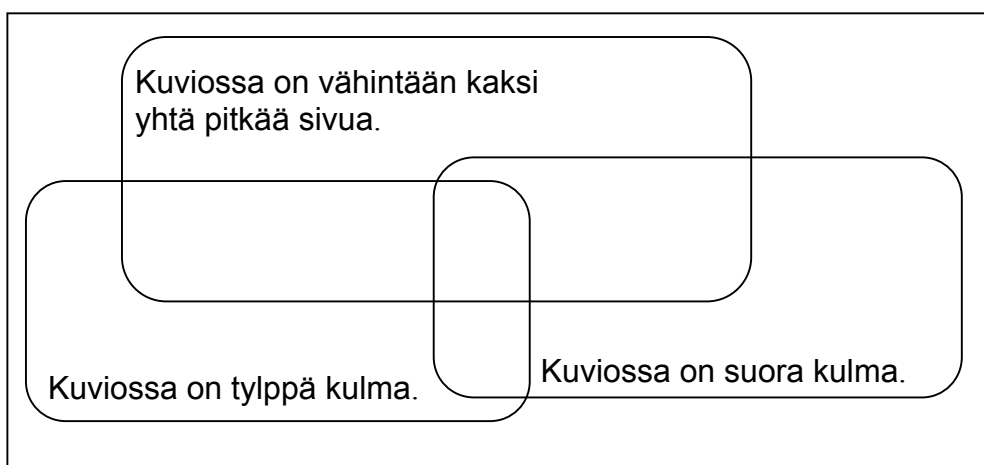 Kuviossa on vähintään kaksi
yhtä pitkää sivua.
Kuviossa on tylppä kulma.
Kuviossa on suora kulma.